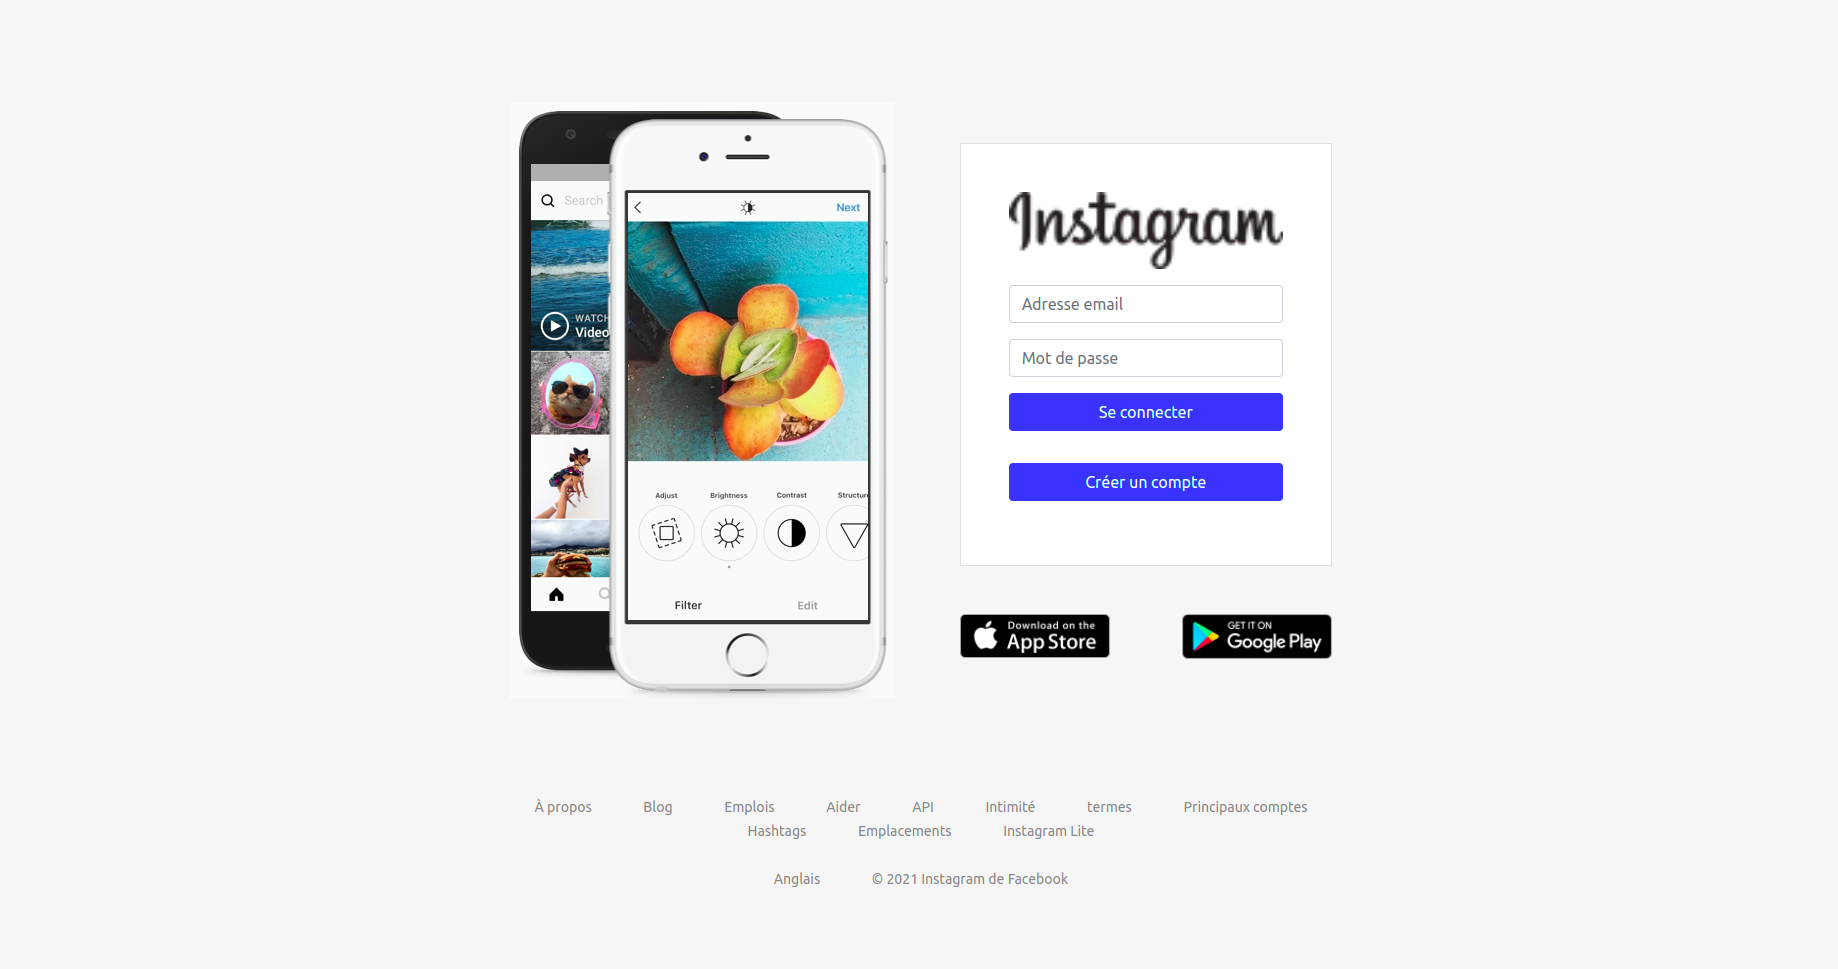 Search
WATCH
Video
Next
Adjust Brightness Contrast Structure
Filter Edit
Instagram
Adresse email
Mot de passe
Se connecter
Créer un compte
Download on the
App Store
GET IT ON
Google Play
À propos Blog Emplois Aider API Intimité termes Principaux comptes
Hashtags Emplacements Instagram Lite
Anglais © 2021 Instagram de Facebook